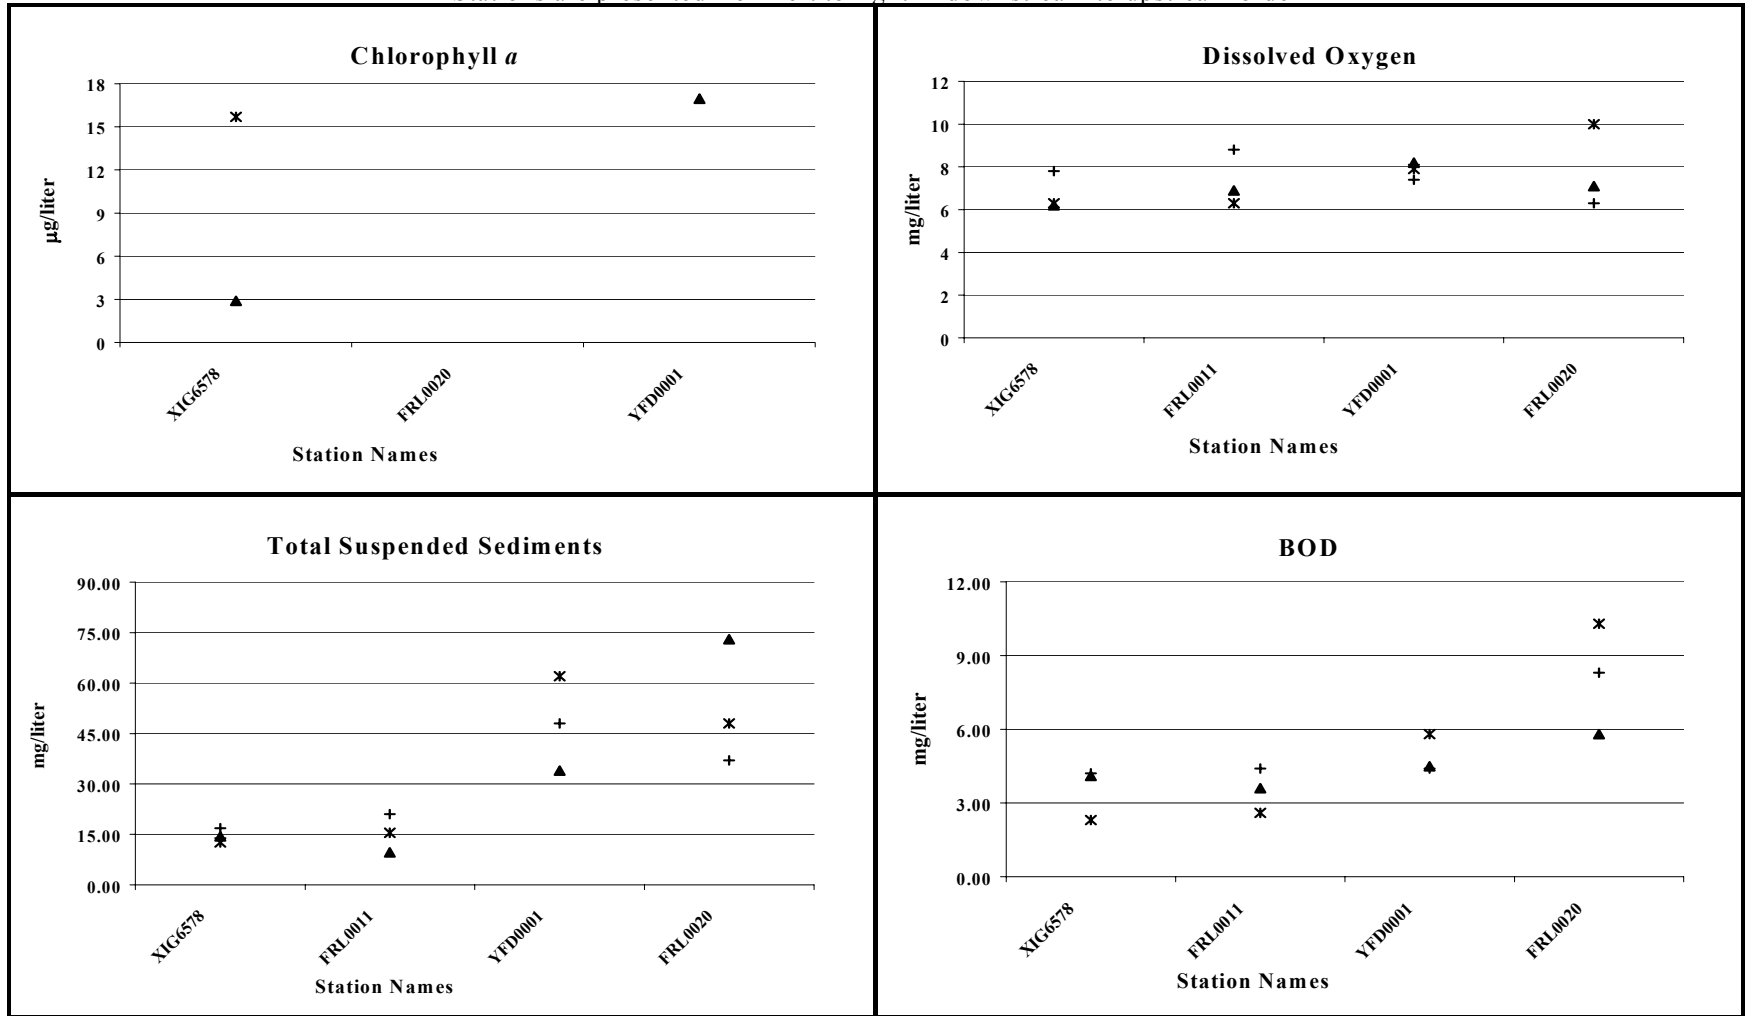 Chlorophyll a
18
15
12
9
6
3
0
µg/liter
XIG6578
FRL0020
YFD0001
Station Names
Dissolved Oxygen
12
10
8
6
4
2
0
mg/liter
XIG6578
FRL0011
YFD0001
FRL0020
Station Names
Total Suspended Sediments
90.00
75.00
60.00
45.00
30.00
15.00
0.00
mg/liter
XIG6578
FRL0011
YFD0001
FRL0020
Station Names
BOD
12.00
9.00
6.00
3.00
0.00
mg/liter
XIG6578
FRL0011
YFD0001
FRL0020
Station Names